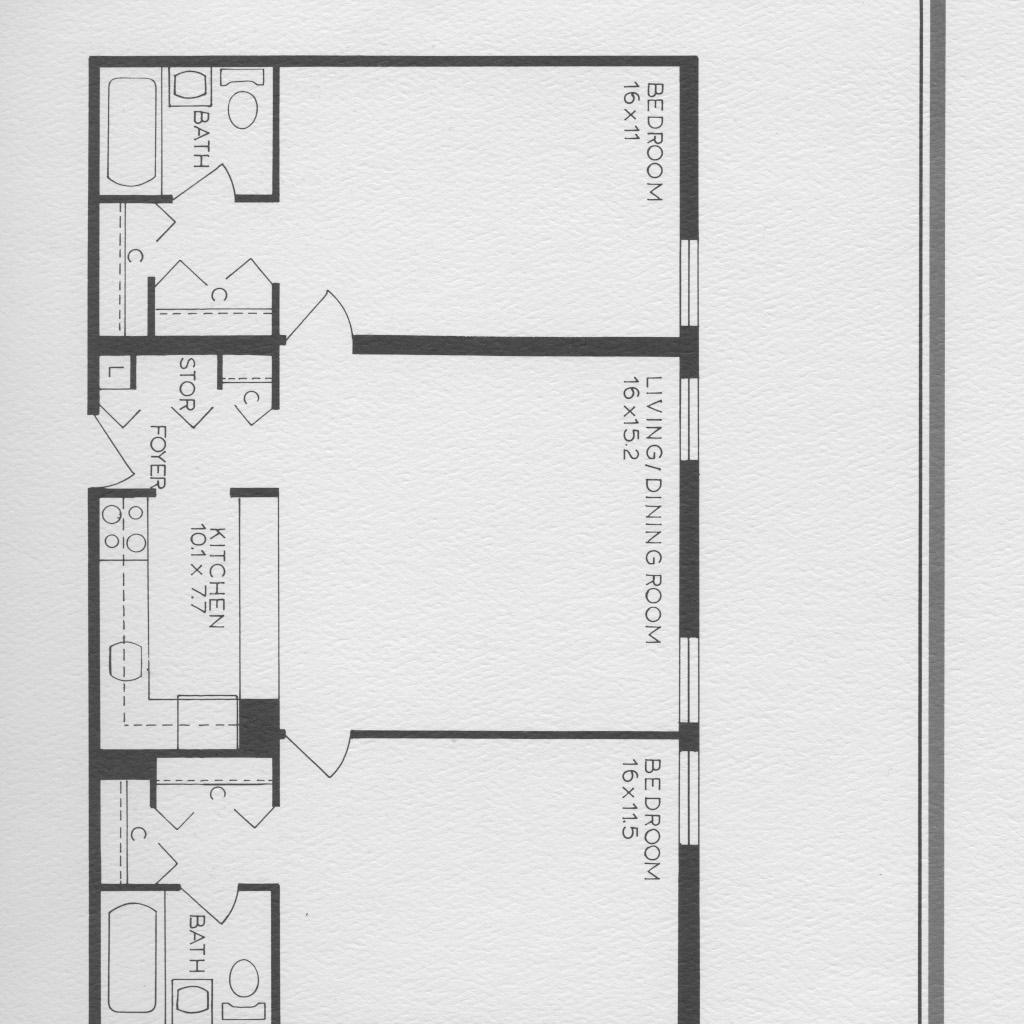 BEDROOM
16 x 11
BATH
C
C
LIVING/DINING ROOM
16 x 15.2
L
STOR
C
FOYER
KITCHEN
10.1 x 7.7
BEDROOM
16 x 11.5
C
C
BATH